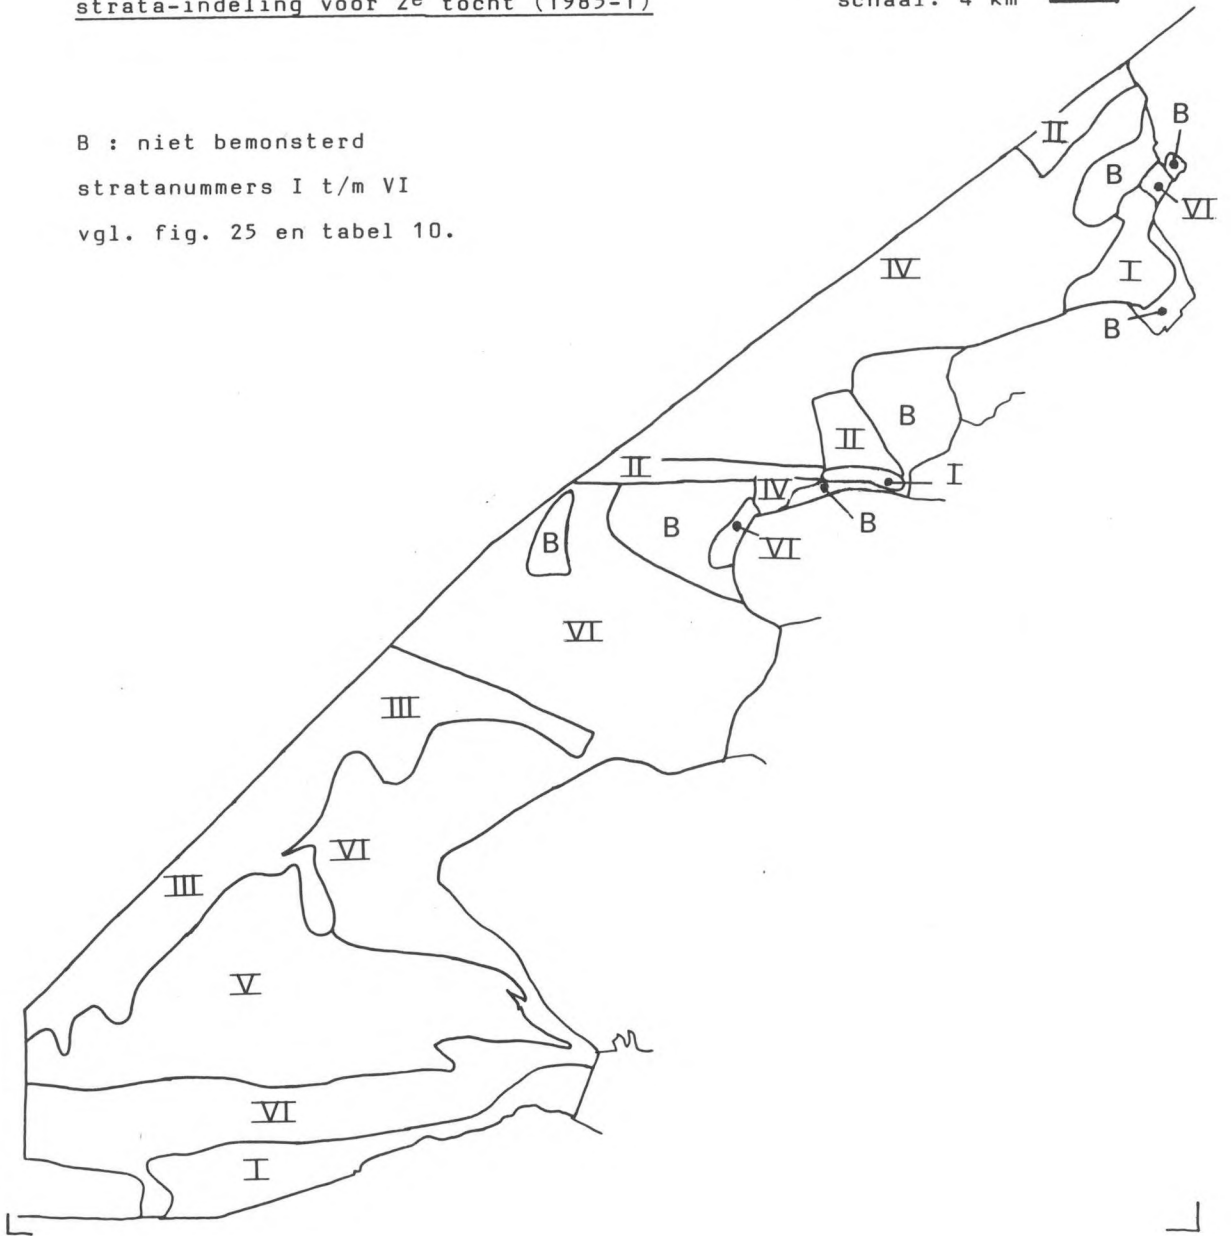 strata-indeling voor 2e tocht (1985-1)
schaal: 4 km
B : niet bemonsterd
stratanummers I t/m VI
vgl. fig. 25 en tabel 10.
B
II
B
VI
IV
I
B
B
II
II
I
IV
B
B
VI
B
VI
III
VI
III
V
VI
I